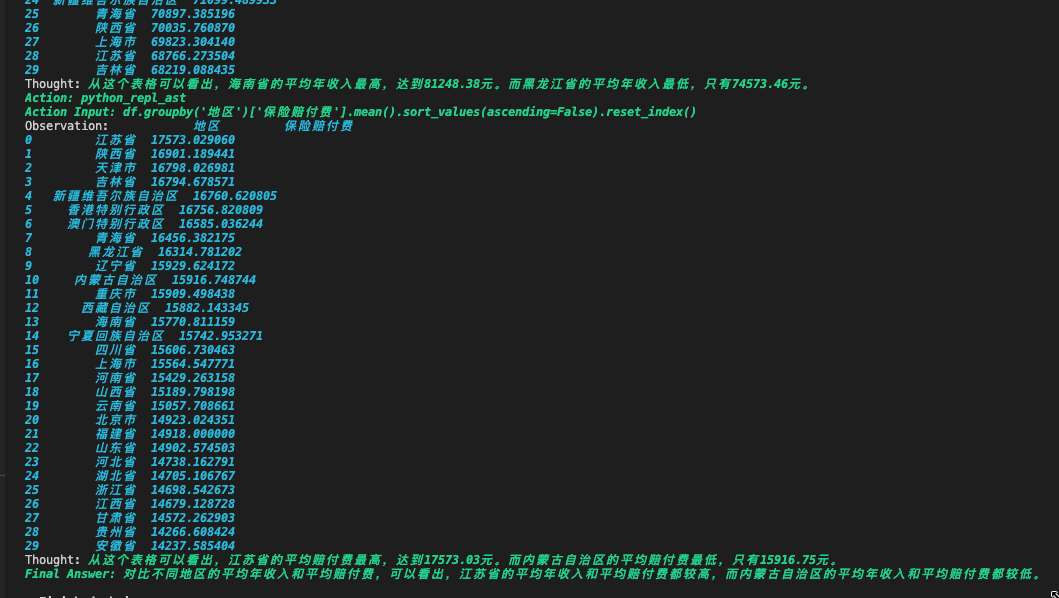 24 新疆维吾尔族自治区 71099.489955
25 青海省 70897.385196
26 陕西省 70035.760870
27 上海市 69823.304140
28 江苏省 68766.273504
29 吉林省 68219.088435
Thought: 从这个表格可以看出，海南省的平均年收入最高，达到81248.38元。而黑龙江省的平均年收入最低，只有74573.46元。
Action: python_repl_ast
Action Input: df.groupby('地区')['保险赔付费'].mean().sort_values(ascending=False).reset_index()
Observation: 地区 保险赔付费
0 江苏省 17573.029060
1 陕西省 16901.189441
2 天津市 16798.026981
3 吉林省 16794.678571
4 新疆维吾尔族自治区 16760.620805
5 香港特别行政区 16756.820809
6 澳门特别行政区 16585.036244
7 青海省 16456.382175
8 黑龙江省 16314.781202
9 辽宁省 15929.624172
10 内蒙古自治区 15916.748744
11 重庆市 15909.498438
12 西藏自治区 15882.143345
13 海南省 15770.811159
14 宁夏回族自治区 15742.953271
15 四川省 15606.730463
16 上海市 15564.547771
17 河南省 15429.263158
18 山西省 15189.798198
19 云南省 15057.708661
20 北京市 14923.024351
21 福建省 14918.000000
22 山东省 14902.574503
23 河北省 14738.162791
24 湖北省 14705.106767
25 浙江省 14698.542673
26 江西省 14679.128728
27 甘肃省 14572.262903
28 贵州省 14266.608424
29 安徽省 14237.585404
Thought: 从这个表格可以看出，江苏省的平均赔付费最高，达到17573.03元。而内蒙古自治区的平均赔付费最低，只有15916.75元。
Final Answer: 对比不同地区的平均年收入和平均赔付费，可以看出，江苏省的平均年收入和平均赔付费都较高，而内蒙古自治区的平均年收入和平均赔付费都较低。